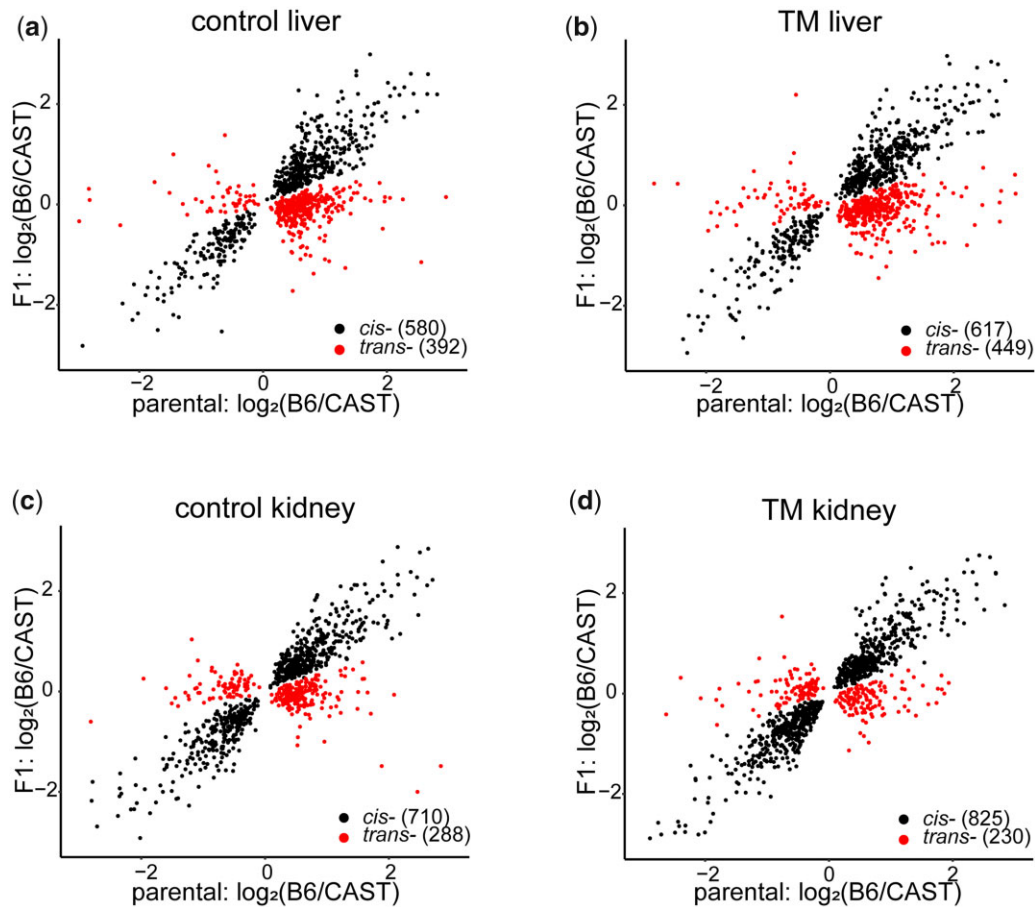 (a) control liver
F1: log₂(B6/CAST)
2
0
−2
cis- (580)
trans- (392)
−2 0 2
parental: log₂(B6/CAST)
(b) TM liver
F1: log₂(B6/CAST)
2
0
−2
cis- (617)
trans- (449)
−2 0 2
parental: log₂(B6/CAST)
(c) control kidney
F1: log₂(B6/CAST)
2
0
−2
cis- (710)
trans- (288)
−2 0 2
parental: log₂(B6/CAST)
(d) TM kidney
F1: log₂(B6/CAST)
2
0
−2
cis- (825)
trans- (230)
−2 0 2
parental: log₂(B6/CAST)